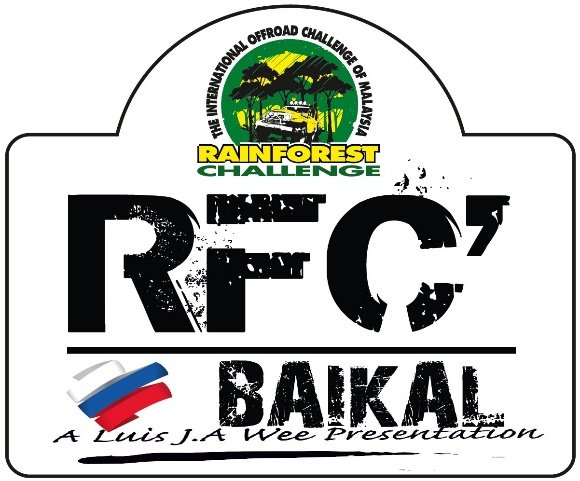 THE INTERNATIONAL OFFROAD CHALLENGE OF MALAYSIA
RAINFOREST
CHALLENGE
RFC'
BAIKAL
A Luis J.A Wee Presentation